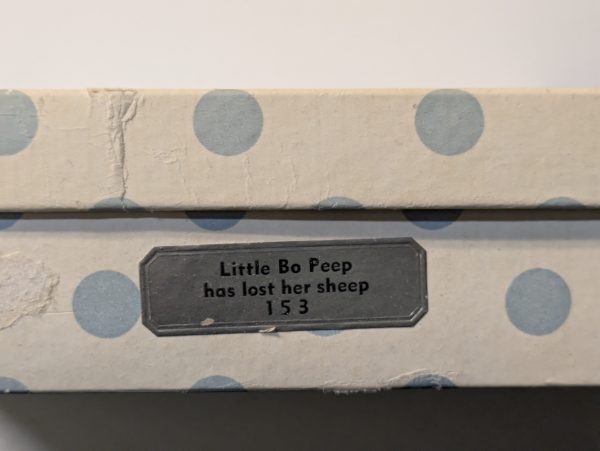 Little Bo Peep
has lost her sheep
153